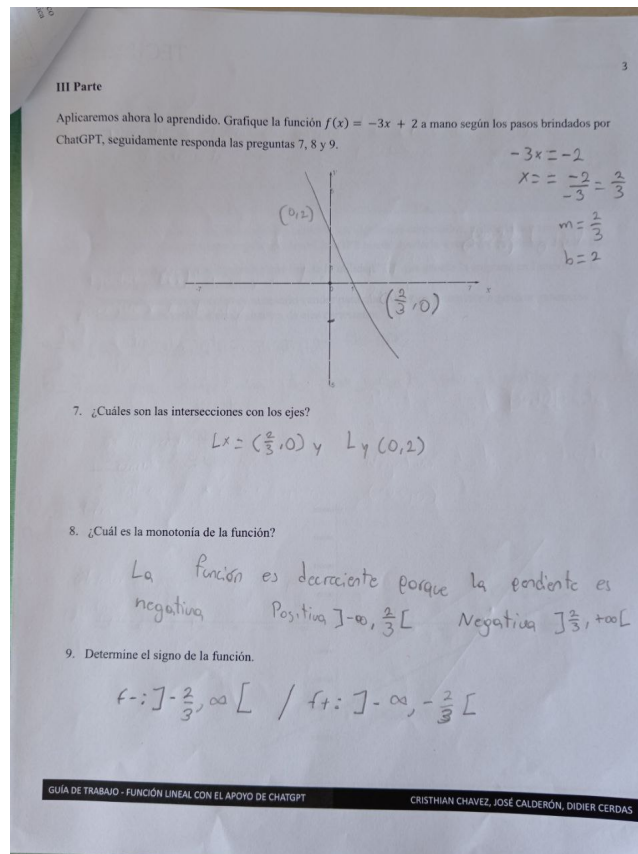 3
III Parte
Aplicaremos ahora lo aprendido. Grafique la función f(x) = −3x + 2 a mano según los pasos brindados por
ChatGPT, seguidamente responda las preguntas 7, 8 y 9.
-3x = -2
x = = -2/-3 = 2/3
m = 2/3
b = 2
(0,2)
(2/3,0)
7. ¿Cuáles son las intersecciones con los ejes?
Lx = (2/3,0) y Ly (0,2)
8. ¿Cuál es la monotonía de la función?
La función es decreciente porque la pendiente es
negativa Positiva ]-∞, 2/3[ Negativa ]2/3, +∞[
9. Determine el signo de la función.
f-: ]-2/3, ∞[ / f+: ]-∞, -2/3[
GUÍA DE TRABAJO - FUNCIÓN LINEAL CON EL APOYO DE CHATGPT
CRISTHIAN CHAVEZ, JOSÉ CALDERÓN, DIDIER CERDAS